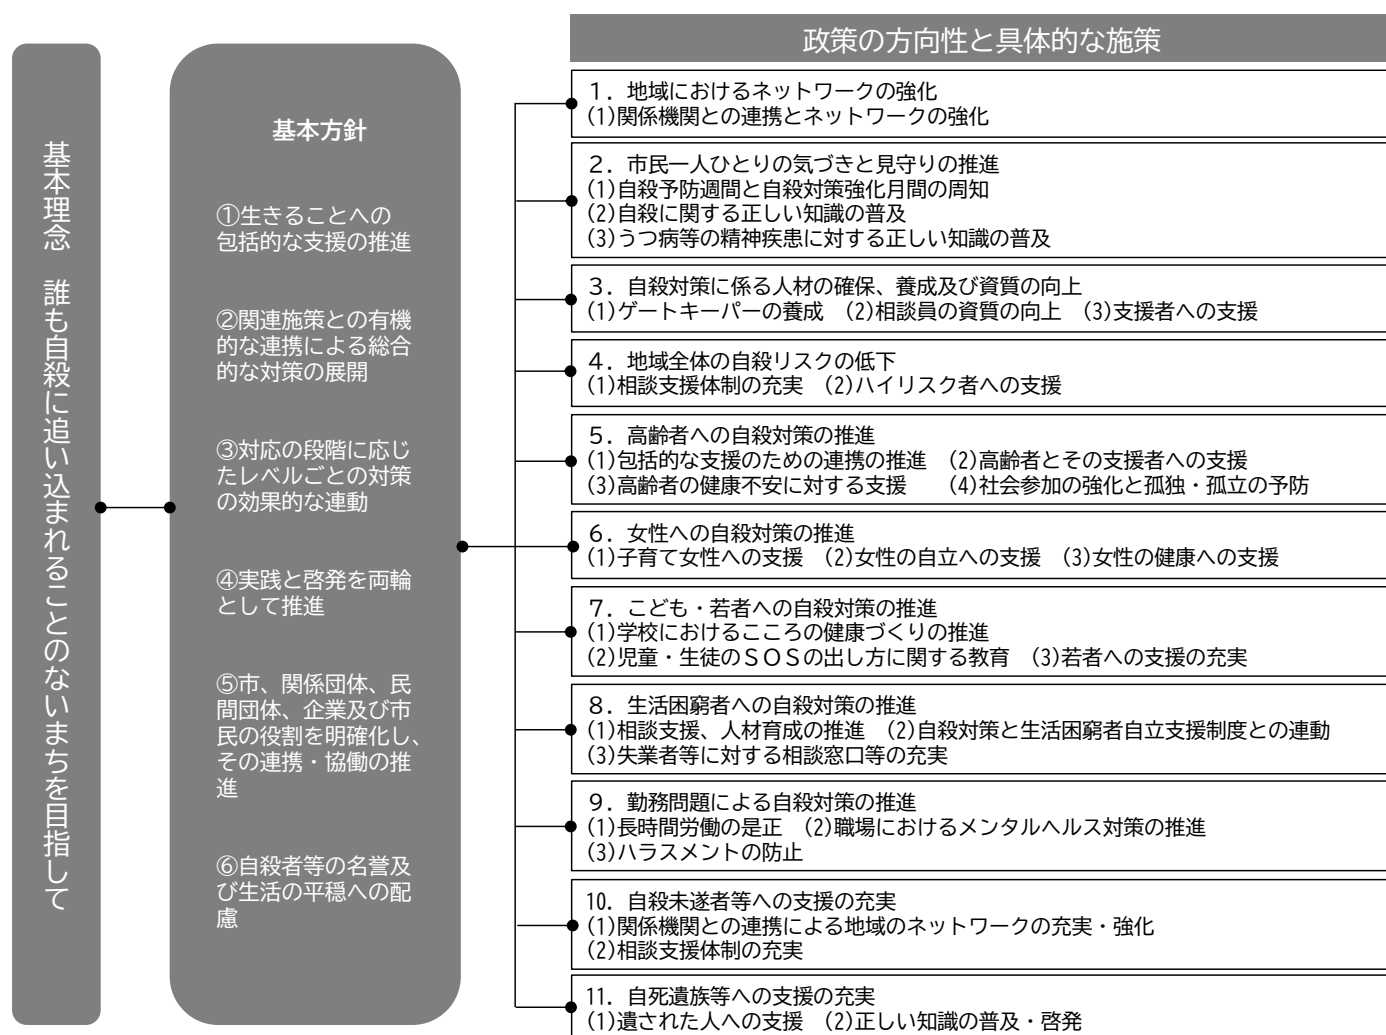 基本理念　誰も自殺に追い込まれることのないまちを目指して
基本方針
①生きることへの
包括的な支援の推進
②関連施策との有機
的な連携による総合
的な対策の展開
③対応の段階に応じ
たレベルごとの対策
の効果的な連動
④実践と啓発を両輪
として推進
⑤市、関係団体、民
間団体、企業及び市
民の役割を明確化し、
その連携・協働の推
進
⑥自殺者等の名誉及
び生活の平穏への配
慮
政策の方向性と具体的な施策
１．地域におけるネットワークの強化
(1)関係機関との連携とネットワークの強化
２．市民一人ひとりの気づきと見守りの推進
(1)自殺予防週間と自殺対策強化月間の周知
(2)自殺に関する正しい知識の普及
(3)うつ病等の精神疾患に対する正しい知識の普及
３．自殺対策に係る人材の確保、養成及び資質の向上
(1)ゲートキーパーの養成　(2)相談員の資質の向上　(3)支援者への支援
４．地域全体の自殺リスクの低下
(1)相談支援体制の充実　(2)ハイリスク者への支援
５．高齢者への自殺対策の推進
(1)包括的な支援のための連携の推進　(2)高齢者とその支援者への支援
(3)高齢者の健康不安に対する支援　　(4)社会参加の強化と孤独・孤立の予防
６．女性への自殺対策の推進
(1)子育て女性への支援　(2)女性の自立への支援　(3)女性の健康への支援
７．こども・若者への自殺対策の推進
(1)学校におけるこころの健康づくりの推進
(2)児童・生徒のＳＯＳの出し方に関する教育　(3)若者への支援の充実
８．生活困窮者への自殺対策の推進
(1)相談支援、人材育成の推進　(2)自殺対策と生活困窮者自立支援制度との連動
(3)失業者等に対する相談窓口等の充実
９．勤務問題による自殺対策の推進
(1)長時間労働の是正　(2)職場におけるメンタルヘルス対策の推進
(3)ハラスメントの防止
10．自殺未遂者等への支援の充実
(1)関係機関との連携による地域のネットワークの充実・強化
(2)相談支援体制の充実
11．自死遺族等への支援の充実
(1)遺された人への支援　(2)正しい知識の普及・啓発